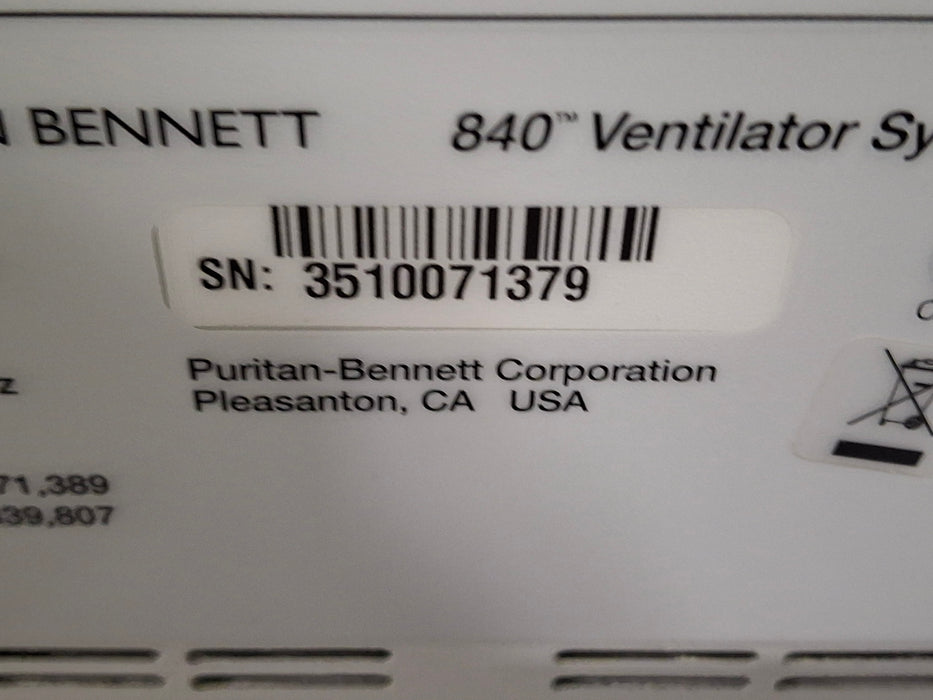 N BENNETT 840™ Ventilator Sy
SN: 3510071379
Puritan-Bennett Corporation
Pleasanton, CA USA
z
71,389
39,807